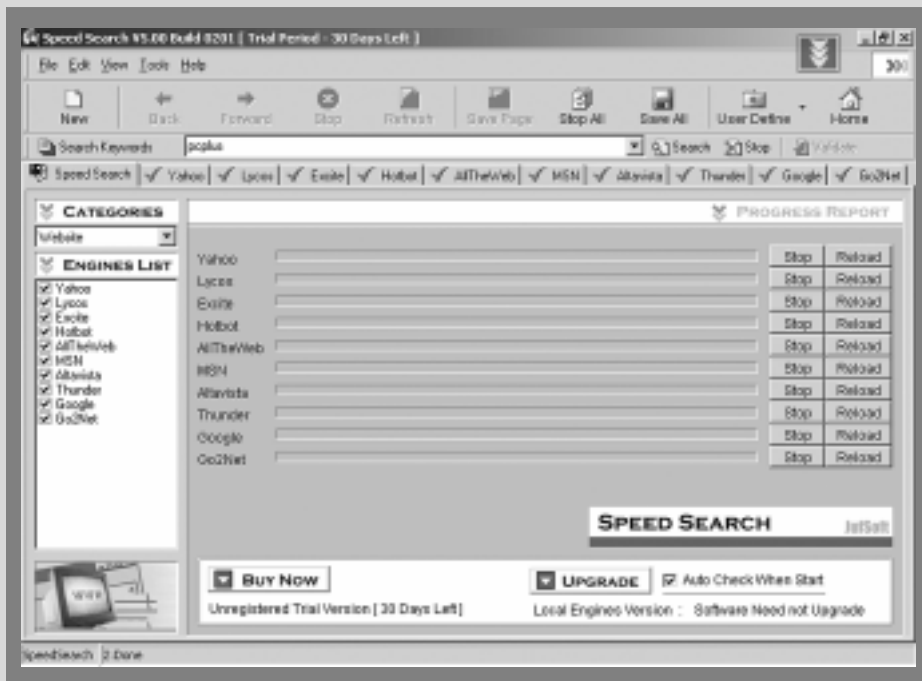 Speed Search V5.00 Build 0201 [ Trial Period - 30 Days Left ]
File Edit View Tools Help
New Back Forward Stop Refresh Save Page Stop All Save All User Define Home
Search Keywords pcplus Search Stop Validate
Speed Search Yahoo Lycos Excite Hotbot AllTheWeb MSN Altavista Thunder Google Go2Net
CATEGORIES
PROGRESS REPORT
Website
ENGINES LIST
Yahoo
Lycos
Excite
Hotbot
AllTheWeb
MSN
Altavista
Thunder
Google
Go2Net
Yahoo Stop Reload
Lycos Stop Reload
Excite Stop Reload
Hotbot Stop Reload
AllTheWeb Stop Reload
MSN Stop Reload
Altavista Stop Reload
Thunder Stop Reload
Google Stop Reload
Go2Net Stop Reload
SPEED SEARCH
BUY NOW
UPGRADE Auto Check When Start
Unregistered Trial Version [ 30 Days Left]
Local Engines Version : Software Need not Upgrade
SpeedSearch 2:Done